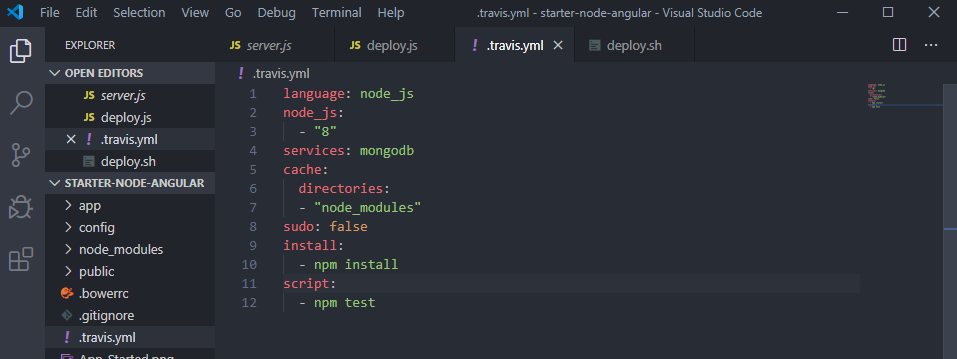 File Edit Selection View Go Debug Terminal Help .travis.yml - starter-node-angular - Visual Studio Code
EXPLORER
OPEN EDITORS
JS server.js
JS deploy.js
! .travis.yml
deploy.sh
STARTER-NODE-ANGULAR
app
config
node_modules
public
.bowerrc
.gitignore
! .travis.yml
App-Started.png
JS server.js JS deploy.js ! .travis.yml deploy.sh
! .travis.yml
1 language: node_js
2 node_js:
3 - "8"
4 services: mongodb
5 cache:
6 directories:
7 - "node_modules"
8 sudo: false
9 install:
10 - npm install
11 script:
12 - npm test